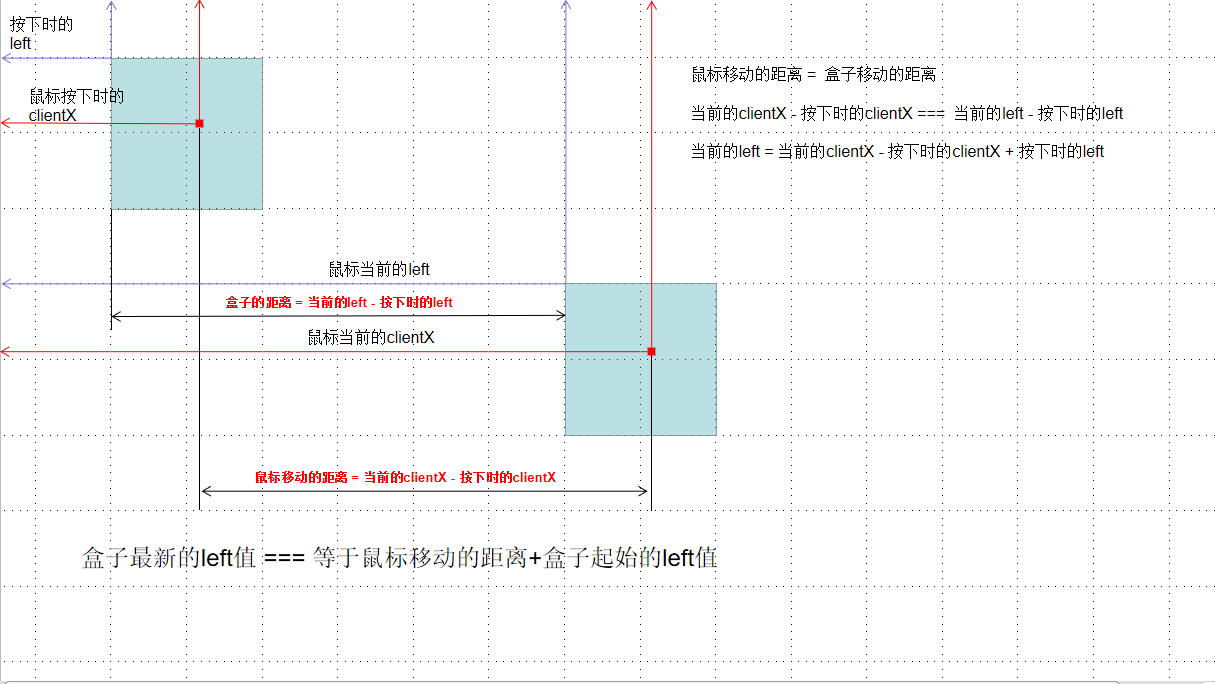 按下时的
left
鼠标按下时的
clientX
鼠标移动的距离 = 盒子移动的距离
当前的clientX - 按下时的clientX === 当前的left - 按下时的left
当前的left = 当前的clientX - 按下时的clientX + 按下时的left
鼠标当前的left
盒子的距离 = 当前的left - 按下时的left
鼠标当前的clientX
鼠标移动的距离 = 当前的clientX - 按下时的clientX
盒子最新的left值 === 等于鼠标移动的距离+盒子起始的left值